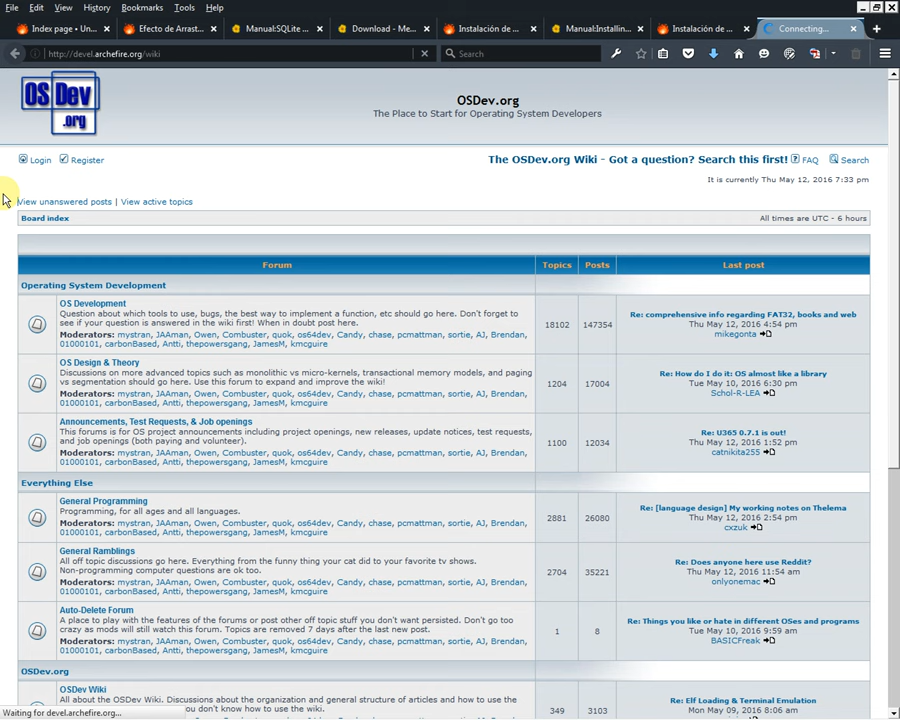 File Edit View History Bookmarks Tools Help
Index page • Un... × Efecto de Arrast... × Manual:SQLite ... × Download - Me... × Instalación de ... × Manual:Installin... × Instalación de ... × Connecting... ×
http://devel.archefire.org/wiki Search
OS Dev .org
OSDev.org
The Place to Start for Operating System Developers
Login Register The OSDev.org Wiki - Got a question? Search this first! FAQ Search
It is currently Thu May 12, 2016 7:33 pm
View unanswered posts | View active topics
Board index All times are UTC - 6 hours
Forum Topics Posts Last post
Operating System Development
OS Development
Question about which tools to use, bugs, the best way to implement a function, etc should go here. Don't forget to
see if your question is answered in the wiki first! When in doubt post here.
Moderators: mystran, JAAman, Owen, Combuster, quok, os64dev, Candy, chase, pcmattman, sortie, AJ, Brendan,
01000101, carbonBased, Antti, thepowersgang, JamesM, kmcguire
18102 147354
Re: comprehensive info regarding FAT32, books and web
Thu May 12, 2016 4:54 pm
mikegonta
OS Design & Theory
Discussions on more advanced topics such as monolithic vs micro-kernels, transactional memory models, and paging
vs segmentation should go here. Use this forum to expand and improve the wiki!
Moderators: mystran, JAAman, Owen, Combuster, quok, os64dev, Candy, chase, pcmattman, sortie, AJ, Brendan,
01000101, carbonBased, Antti, thepowersgang, JamesM, kmcguire
1204 17004
Re: How do I do it: OS almost like a library
Tue May 10, 2016 6:30 pm
Schol-R-LEA
Announcements, Test Requests, & Job openings
This forums is for OS project announcements including project openings, new releases, update notices, test requests,
and job openings (both paying and volunteer).
Moderators: mystran, JAAman, Owen, Combuster, quok, os64dev, Candy, chase, pcmattman, sortie, AJ, Brendan,
01000101, carbonBased, Antti, thepowersgang, JamesM, kmcguire
1100 12034
Re: U365 0.7.1 is out!
Thu May 12, 2016 1:52 pm
catnikita255
Everything Else
General Programming
Programming, for all ages and all languages.
Moderators: mystran, JAAman, Owen, Combuster, quok, os64dev, Candy, chase, pcmattman, sortie, AJ, Brendan,
01000101, carbonBased, Antti, thepowersgang, JamesM, kmcguire
2881 26080
Re: [language design] My working notes on Thelema
Thu May 12, 2016 2:54 pm
cxzuk
General Ramblings
All off topic discussions go here. Everything from the funny thing your cat did to your favorite tv shows.
Non-programming computer questions are ok too.
Moderators: mystran, JAAman, Owen, Combuster, quok, os64dev, Candy, chase, pcmattman, sortie, AJ, Brendan,
01000101, carbonBased, Antti, thepowersgang, JamesM, kmcguire
2704 35221
Re: Does anyone here use Reddit?
Thu May 12, 2016 11:54 am
onlyonemac
Auto-Delete Forum
A place to play with the features of the forums or post other off topic stuff you don't want persisted. Don't go too
crazy as mods will still watch this forum. Topics are removed 7 days after the last new post.
Moderators: mystran, JAAman, Owen, Combuster, quok, os64dev, Candy, chase, pcmattman, sortie, AJ, Brendan,
01000101, carbonBased, Antti, thepowersgang, JamesM, kmcguire
1 8
Re: Things you like or hate in different OSes and programs
Tue May 10, 2016 9:59 am
BASICFreak
OSDev.org
OSDev Wiki
All about the OSDev Wiki. Discussions about the organization and general structure of articles and how to use the
you don't know how to use the wiki.
349 3103
Re: Elf Loading & Terminal Emulation
Mon May 09, 2016 8:06 am
Waiting for devel.archefire.org...